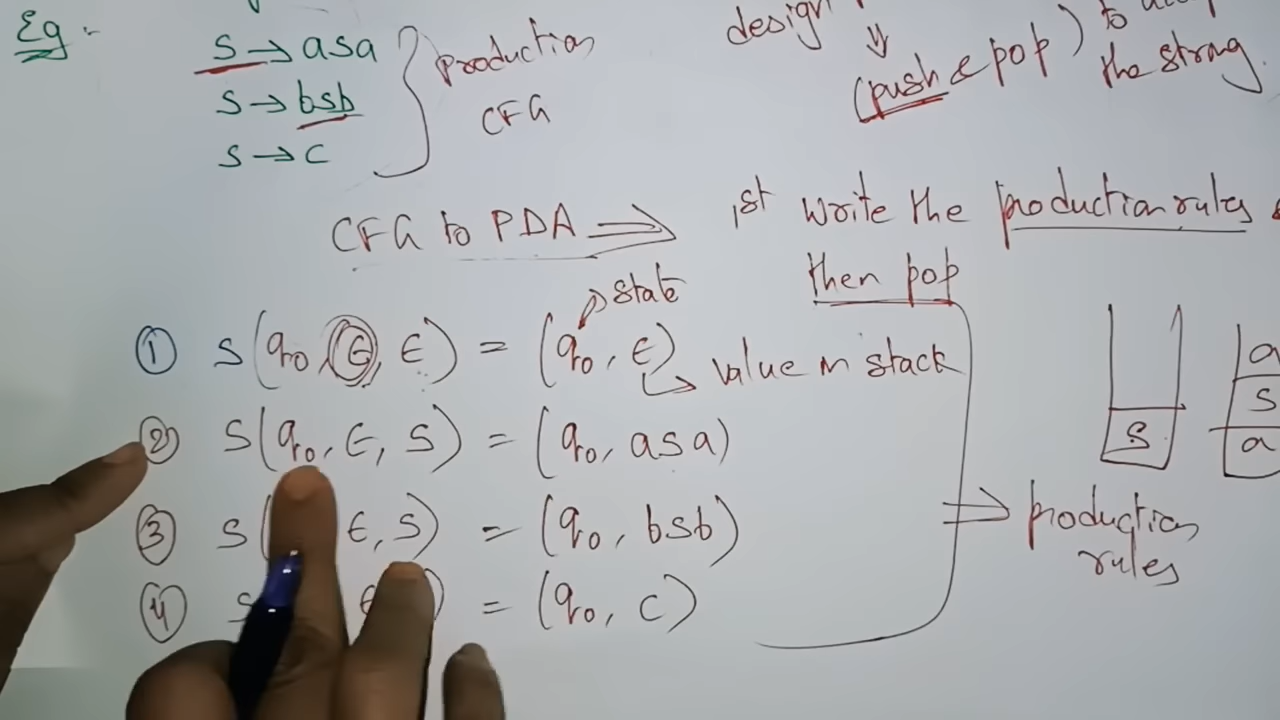 Eg :-
S → asa
S → bsb
S → c
production
CFG
design
(push & pop) to
the string.
CFG to PDA ⇒ 1st write the production rules
then pop
state
① δ(q0, ε, ε) = (q0, ε)
value in stack
② δ(q0, ε, S) = (q0, asa)
③ δ( ε, S) = (q0, bsb)
④ = (q0, c)
⇒ production
rules
S
a
S
a